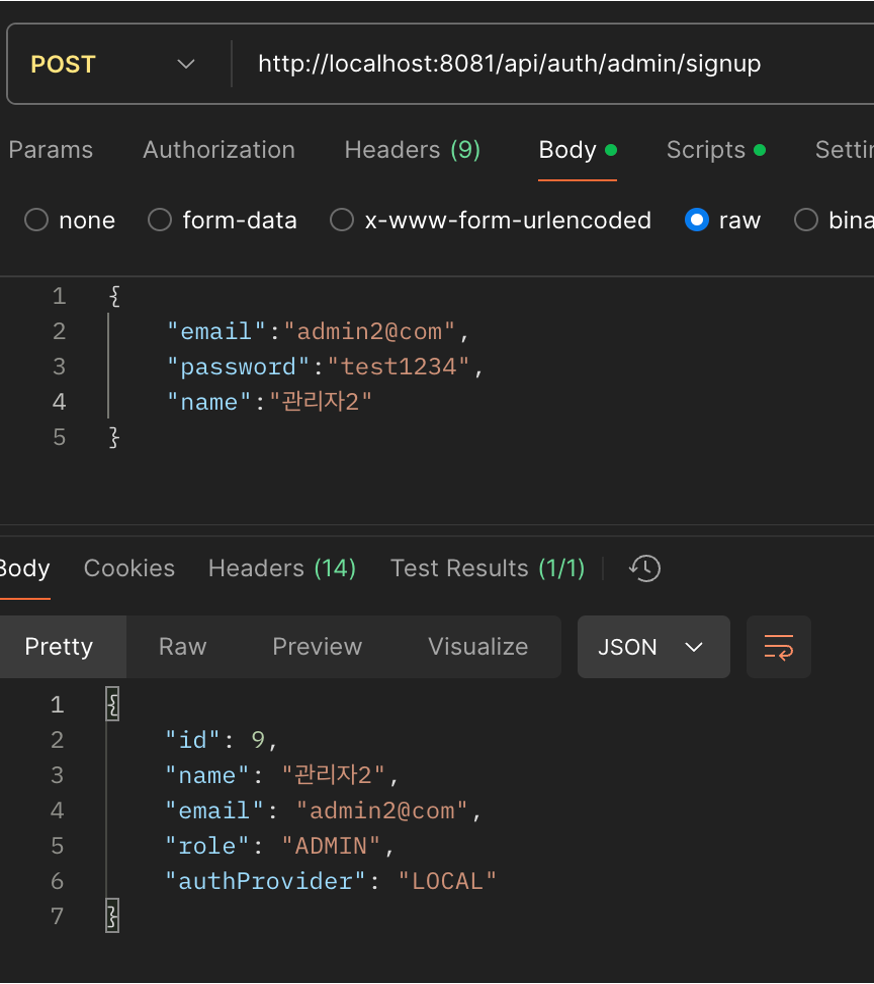 POST http://localhost:8081/api/auth/admin/signup
Params Authorization Headers (9) Body Scripts
none form-data x-www-form-urlencoded raw
1 {
2 "email":"admin2@com",
3 "password":"test1234",
4 "name":"관리자2"
5 }
Body Cookies Headers (14) Test Results (1/1)
Pretty Raw Preview Visualize JSON
1 {
2 "id": 9,
3 "name": "관리자2",
4 "email": "admin2@com",
5 "role": "ADMIN",
6 "authProvider": "LOCAL"
7 }